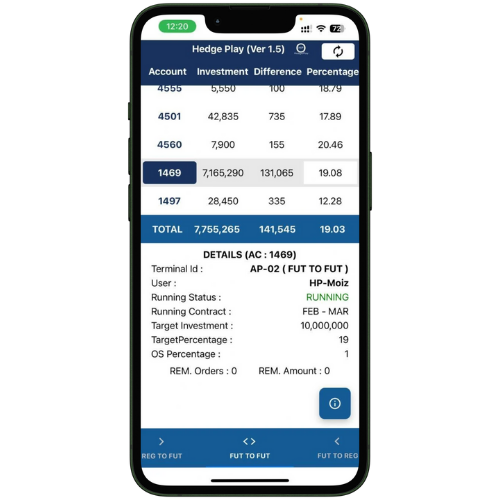 12:20
72
Hedge Play (Ver 1.5)
Account Investment Difference Percentage
4555 5,550 100 18.79
4501 42,835 735 17.89
4560 7,900 155 20.46
1469 7,165,290 131,065 19.08
1497 28,450 335 12.28
TOTAL 7,755,265 141,545 19.03
DETAILS (AC : 1469)
Terminal Id : AP-02 ( FUT TO FUT )
User : HP-Moiz
Running Status : RUNNING
Running Contract : FEB - MAR
Target Investment : 10,000,000
TargetPercentage : 19
OS Percentage : 1
REM. Orders : 0 REM. Amount : 0
REG TO FUT FUT TO FUT FUT TO REG